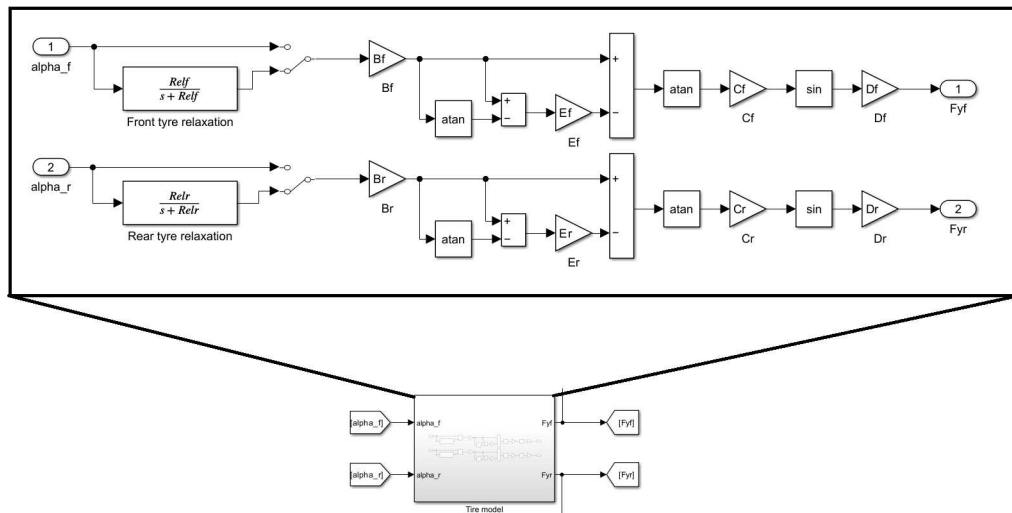 1
alpha_f
Relf
s + Relf
Front tyre relaxation
Bf
Bf
atan
+
−
Ef
Ef
+
−
atan
Cf
Cf
sin
Df
Df
1
Fyf
2
alpha_r
Relr
s + Relr
Rear tyre relaxation
Br
Br
atan
+
−
Er
Er
+
−
atan
Cr
Cr
sin
Dr
Dr
2
Fyr
[alpha_f]
alpha_f
Fyf
[Fyf]
[alpha_r]
alpha_r
Fyr
[Fyr]
Tire model